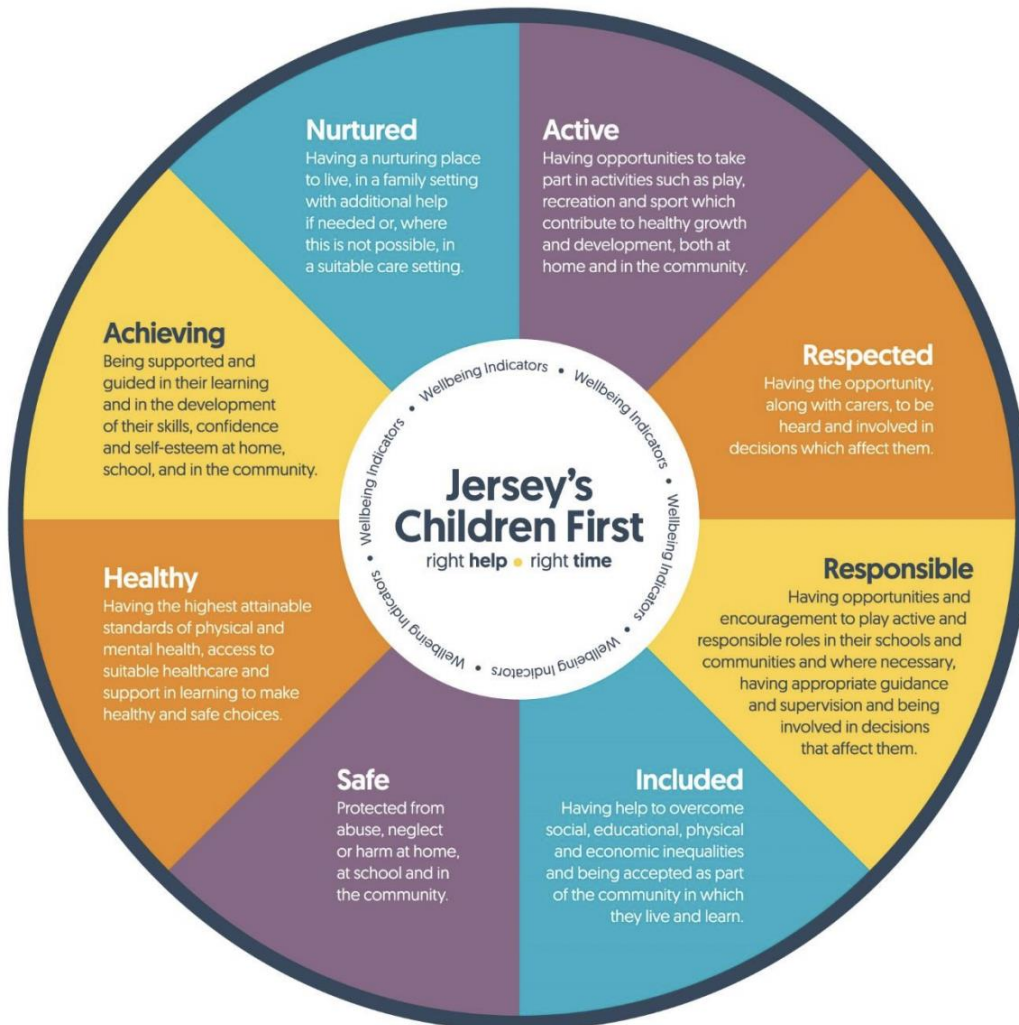 Nurtured
Having a nurturing place
to live, in a family setting
with additional help
if needed or, where
this is not possible, in
a suitable care setting.
Active
Having opportunities to take
part in activities such as play,
recreation and sport which
contribute to healthy growth
and development, both at
home and in the community.
Achieving
Being supported and
guided in their learning
and in the development
of their skills, confidence
and self-esteem at home,
school, and in the community.
Respected
Having the opportunity,
along with carers, to be
heard and involved in
decisions which affect them.
Wellbeing Indicators • Wellbeing Indicators • Wellbeing Indicators • Wellbeing Indicators • Wellbeing Indicators • Wellbeing Indicators •
Jersey's
Children First
right help • right time
Healthy
Having the highest attainable
standards of physical and
mental health, access to
suitable healthcare and
support in learning to make
healthy and safe choices.
Responsible
Having opportunities and
encouragement to play active and
responsible roles in their schools and
communities and where necessary,
having appropriate guidance
and supervision and being
involved in decisions
that affect them.
Safe
Protected from
abuse, neglect
or harm at home,
at school and in
the community.
Included
Having help to overcome
social, educational, physical
and economic inequalities
and being accepted as part
of the community in which
they live and learn.